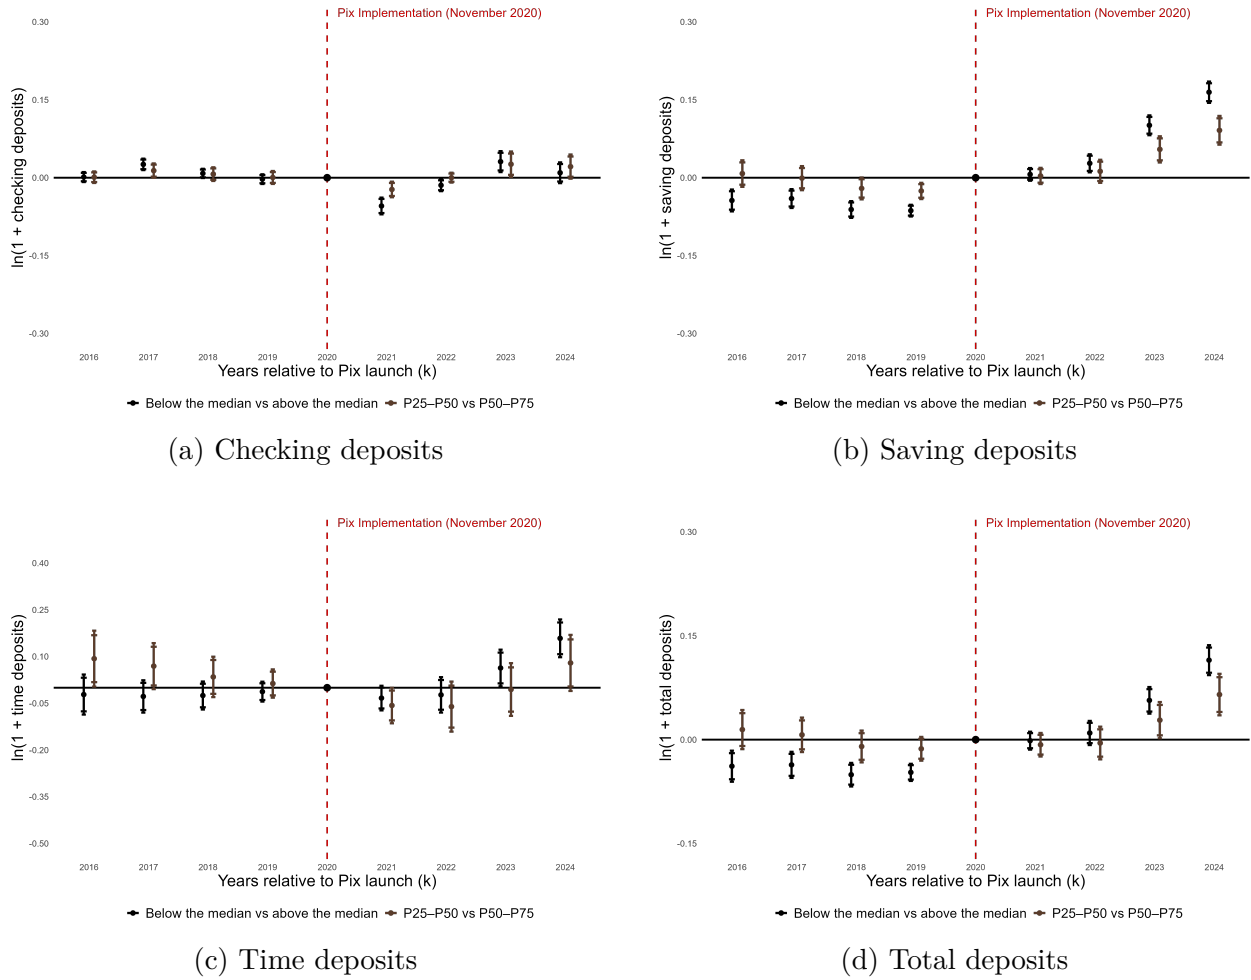 Pix Implementation (November 2020)
ln(1 + checking deposits)
0.30
0.15
0.00
-0.15
-0.30
2016 2017 2018 2019 2020 2021 2022 2023 2024
Years relative to Pix launch (k)
Below the median vs above the median P25–P50 vs P50–P75
(a) Checking deposits
Pix Implementation (November 2020)
ln(1 + saving deposits)
0.30
0.15
0.00
-0.15
-0.30
2016 2017 2018 2019 2020 2021 2022 2023 2024
Years relative to Pix launch (k)
Below the median vs above the median P25–P50 vs P50–P75
(b) Saving deposits
Pix Implementation (November 2020)
ln(1 + time deposits)
0.40
0.25
0.10
-0.05
-0.20
-0.35
-0.50
2016 2017 2018 2019 2020 2021 2022 2023 2024
Years relative to Pix launch (k)
Below the median vs above the median P25–P50 vs P50–P75
(c) Time deposits
Pix Implementation (November 2020)
ln(1 + total deposits)
0.30
0.15
0.00
-0.15
2016 2017 2018 2019 2020 2021 2022 2023 2024
Years relative to Pix launch (k)
Below the median vs above the median P25–P50 vs P50–P75
(d) Total deposits